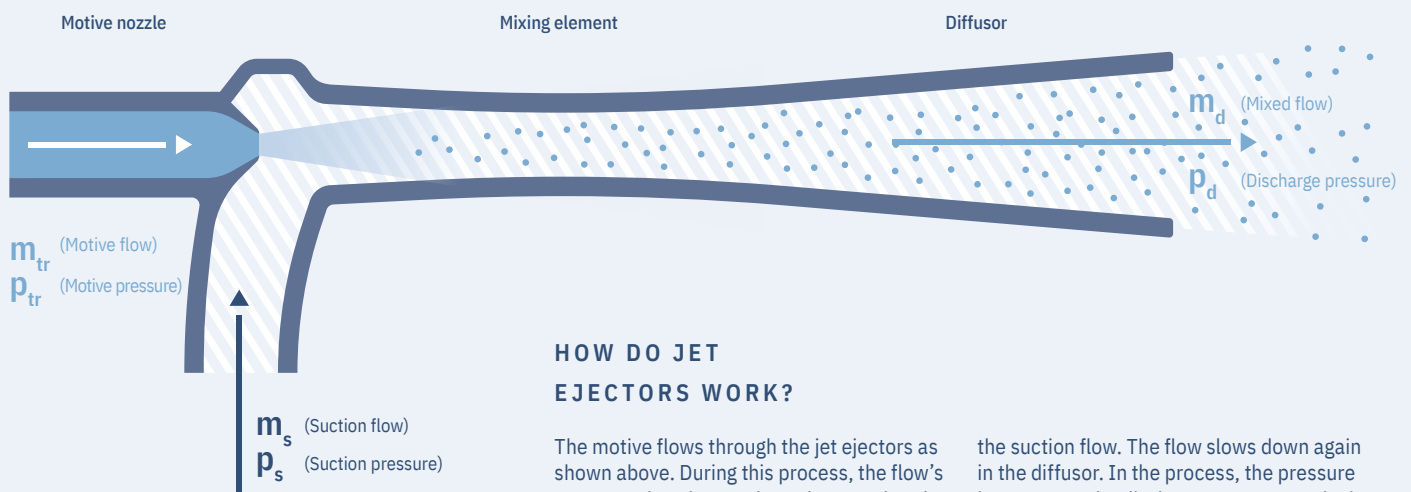 Motive nozzle
Mixing element
Diffusor
m_d (Mixed flow)
p_d (Discharge pressure)
m_tr (Motive flow)
p_tr (Motive pressure)
m_s (Suction flow)
p_s (Suction pressure)
HOW DO JET
EJECTORS WORK?
The motive flows through the jet ejectors as
shown above. During this process, the flow’s
the suction flow. The flow slows down again
in the diffusor. In the process, the pressure